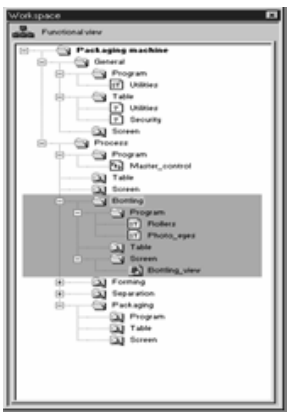 Workspace
Functional view
Packaging machine
General
Program
Utilities
Table
Utilities
Security
Screen
Process
Program
Master_control
Table
Screen
Bottling
Program
Rollers
Photo_eyes
Table
Screen
Bottling_view
Forming
Separation
Packaging
Program
Table
Screen